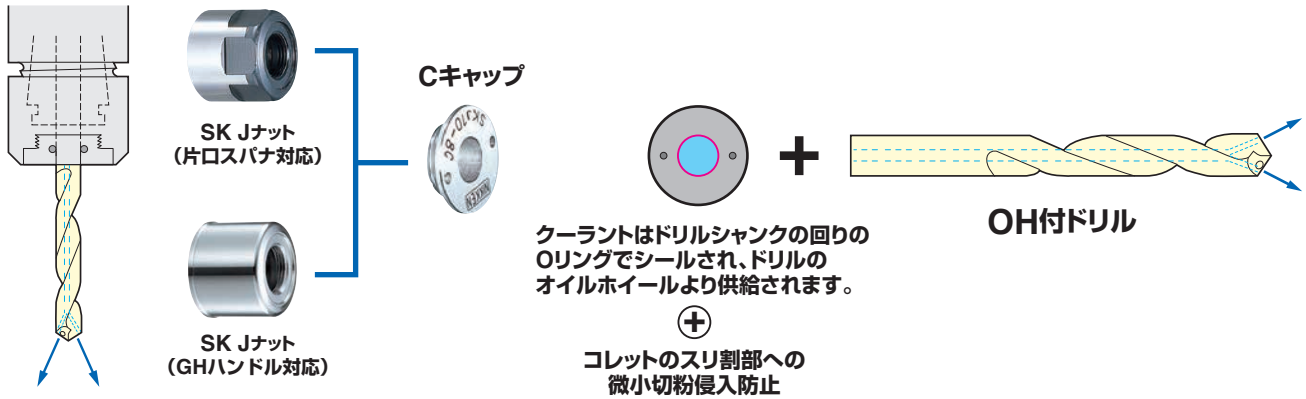 SK Jナット
（片口スパナ対応）
SK Jナット
（GHハンドル対応）
Cキャップ
SKJ10-8C
NIKKEN
クーラントはドリルシャンクの回りの
Oリングでシールされ、ドリルの
オイルホイールより供給されます。
＋
コレットのスリ割部への
微小切粉侵入防止
+
OH付ドリル